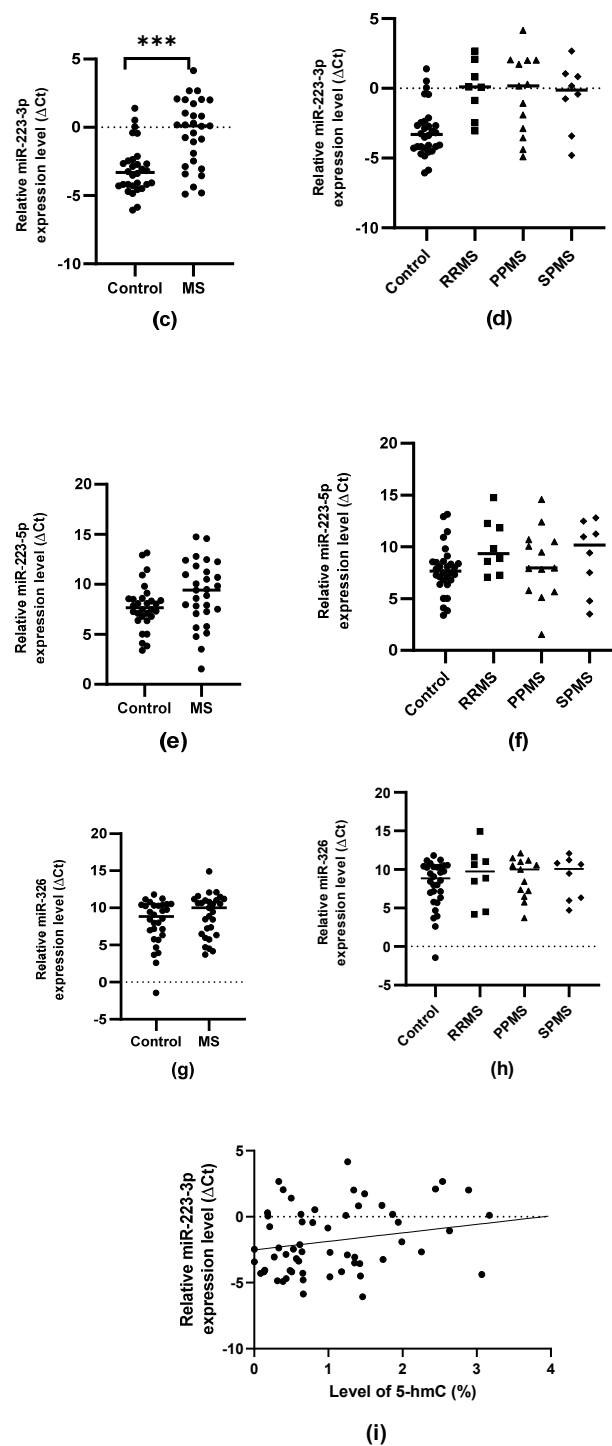 Relative miR-223-3p
expression level (ΔCt)
5
0
-5
-10
***
Control MS
(c)
Relative miR-223-3p
expression level (ΔCt)
5
0
-5
-10
Control RRMS PPMS SPMS
(d)
Relative miR-223-5p
expression level (ΔCt)
20
15
10
5
0
Control MS
(e)
Relative miR-223-5p
expression level (ΔCt)
20
15
10
5
0
Control RRMS PPMS SPMS
(f)
Relative miR-326
expression level (ΔCt)
20
15
10
5
0
-5
Control MS
(g)
Relative miR-326
expression level (ΔCt)
20
15
10
5
0
-5
Control RRMS PPMS SPMS
(h)
Relative miR-223-3p
expression level (ΔCt)
5
0
-5
-10
0 1 2 3 4
Level of 5-hmC (%)
(i)